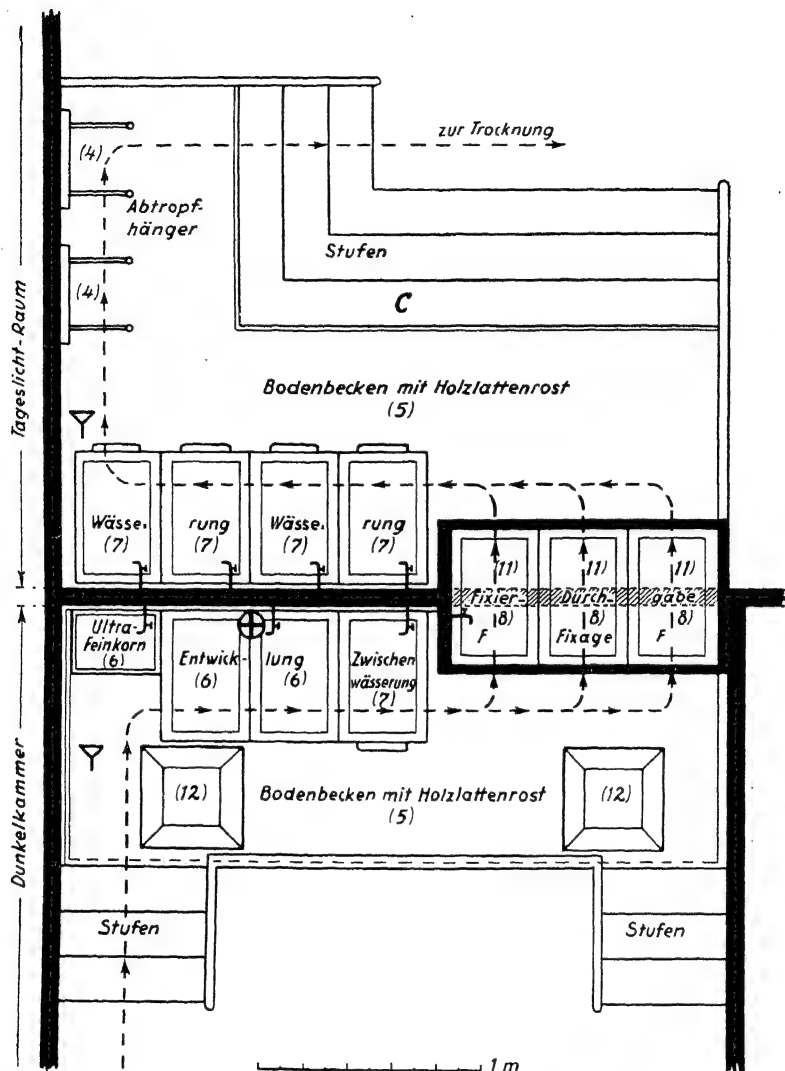 zur Trocknung
(4)
Abtropf-
hänger
Stufen
(4)
C
Tageslicht-Raum
Bodenbecken mit Holzlattenrost
(5)
Wässe-
(7)
rung
(7)
Wässe-
(7)
rung
(7)
(11)
(11)
(11)
Fixier-
Durch
gabe
8)
8)
8)
F
Fixage
F
Ultra-
Feinkorn
(6)
Entwick-
(6)
lung
(6)
Zwischen
wässerung
(7)
Dunkelkammer
(12)
Bodenbecken mit Holzlattenrost
(5)
(12)
Stufen
Stufen
1 m